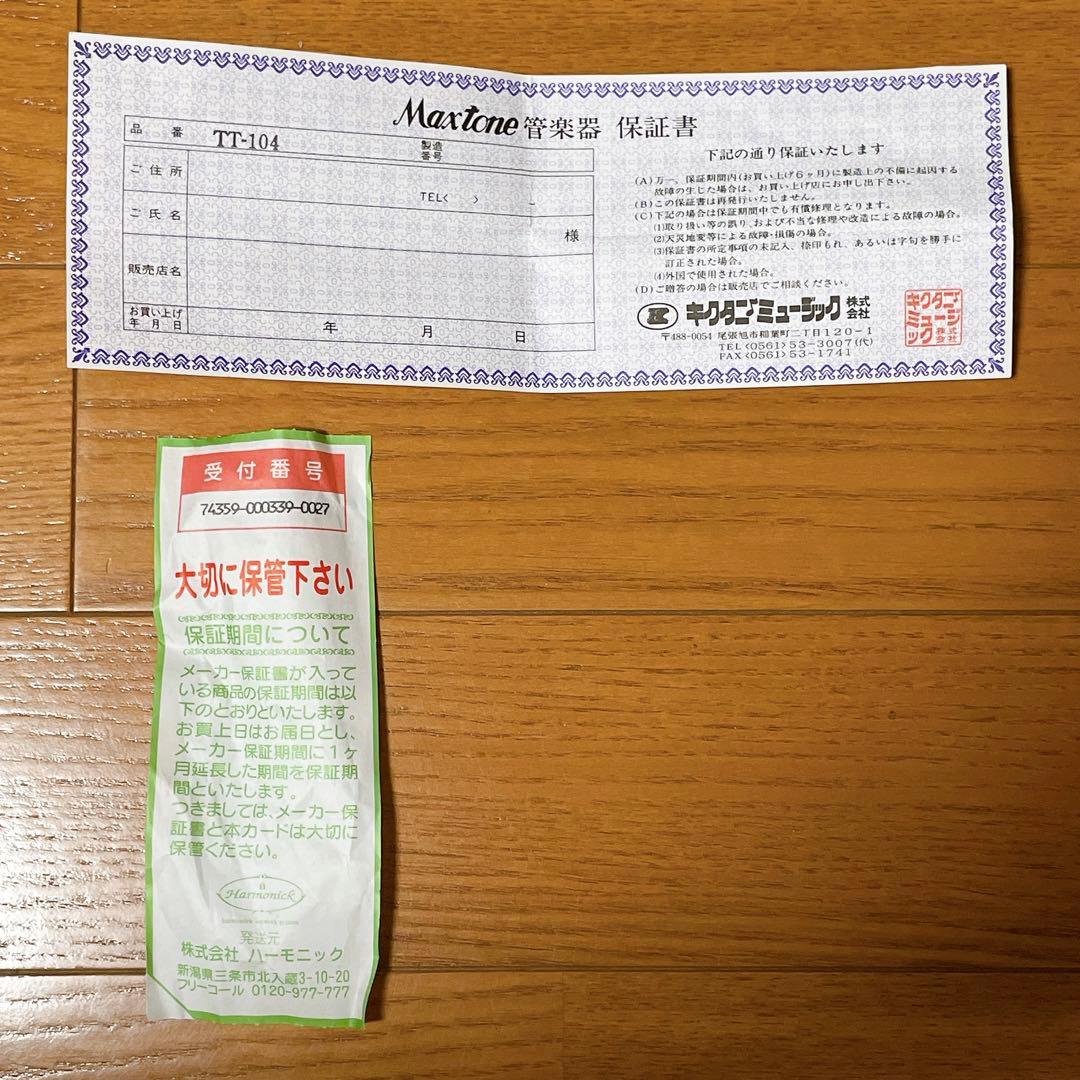 Maxtone 管楽器 保証書
品番 TT-104 製造番号
ご住所
TEL< > －
ご氏名 様
販売店名
お買い上げ年月日 年 月 日
下記の通り保証いたします
(A)万一、保証期間内(お買い上げ6ヶ月)に製造上の不備に起因する
故障の生じた場合は、お買い上げ店にお申し出下さい。
(B)この保証書は再発行いたしません。
(C)下記の場合は保証期間中でも有償修理となります。
(1)取り扱い等の誤り、および不当な修理や改造による故障の場合。
(2)天災地変等による故障・損傷の場合。
(3)保証書の所定事項の未記入、捺印もれ、あるいは字句を勝手に
訂正された場合。
(4)外国で使用された場合。
(D)ご贈答の場合は販売店でご相談ください。
キクタニミュージック 株式会社
〒488-0054 尾張旭市稲葉町二丁目120-1
TEL<0561>53-3007(代)
FAX<0561>53-1741
キクタニミュージック株式会社
受付番号
74359-000339-0027
大切に保管下さい
保証期間について
メーカー保証書が入って
いる商品の保証期間は以
下のとおりといたします。
お買上日はお届日とし、
メーカー保証期間に1ヶ
月延長した期間を保証期
間といたします。
つきましては、メーカー保
証書と本カードは大切に
保管ください。
Harmonick
発送元
株式会社 ハーモニック
新潟県三条市北入蔵3-10-20
フリーコール 0120-977-777